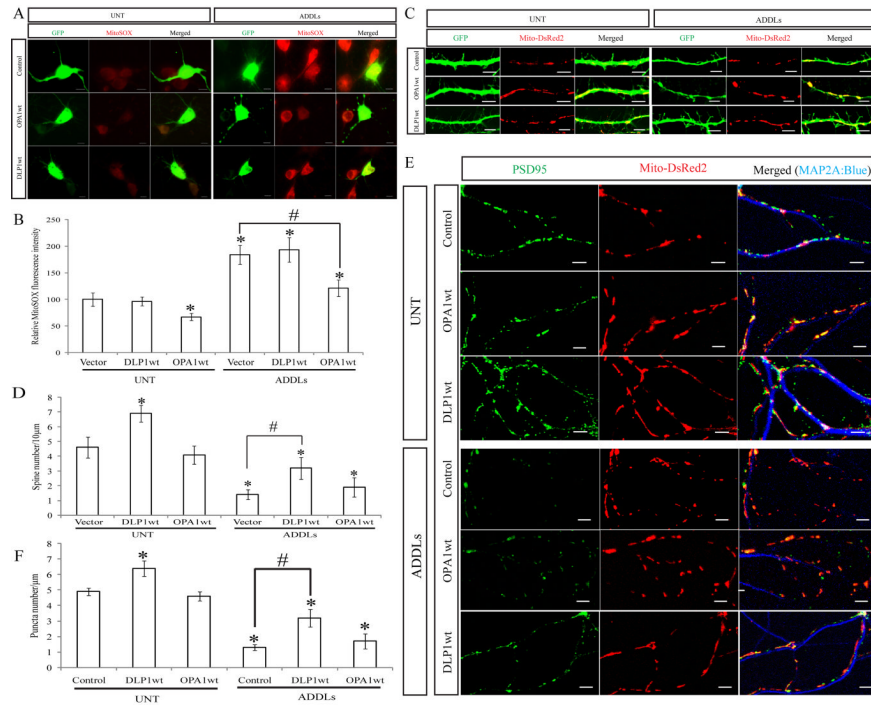 A
UNT
ADDLs
GFP MitoSOX Merged GFP MitoSOX Merged
Control
OPA1wt
DLP1wt
B
Relative MitoSOX fluorescence intensity
250
200
150
100
50
0
#
* * * *
Vector DLP1wt OPA1wt Vector DLP1wt OPA1wt
UNT ADDLs
C
UNT
ADDLs
GFP Mito-DsRed2 Merged GFP Mito-DsRed2 Merged
Control
OPA1wt
DLP1wt
D
Spine number/10μm
8
7
6
5
4
3
2
1
0
#
* * * *
Vector DLP1wt OPA1wt Vector DLP1wt OPA1wt
UNT ADDLs
E
PSD95 Mito-DsRed2 Merged (MAP2A:Blue)
UNT
Control
OPA1wt
DLP1wt
ADDLs
Control
OPA1wt
DLP1wt
F
Puncta number/μm
8
7
6
5
4
3
2
1
0
#
* * * *
Control DLP1wt OPA1wt Control DLP1wt OPA1wt
UNT ADDLs